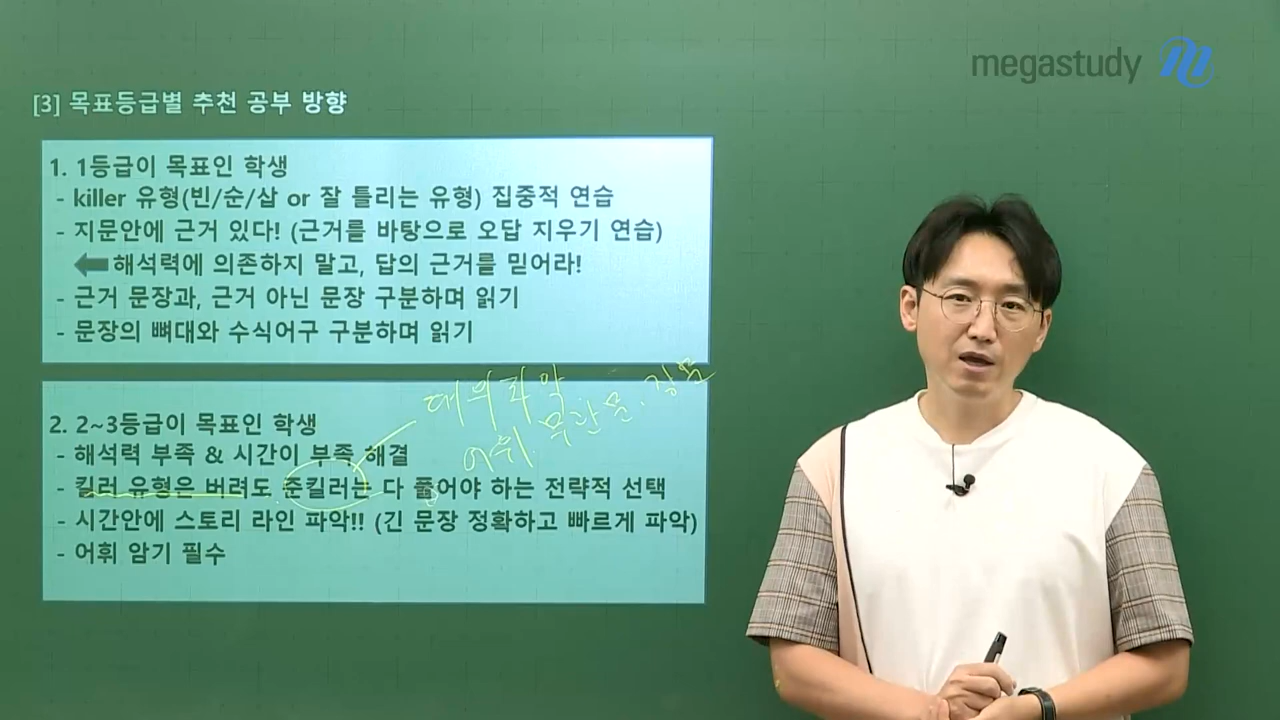 megastudy
[3] 목표등급별 추천 공부 방향
1. 1등급이 목표인 학생
- killer 유형(빈/순/삽 or 잘 틀리는 유형) 집중적 연습
- 지문안에 근거 있다! (근거를 바탕으로 오답 지우기 연습)
해석력에 의존하지 말고, 답의 근거를 믿어라!
- 근거 문장과, 근거 아닌 문장 구분하며 읽기
- 문장의 뼈대와 수식어구 구분하며 읽기
대의파악
무관문, 장문
어휘
2. 2~3등급이 목표인 학생
- 해석력 부족 & 시간이 부족 해결
- 킬러 유형은 버려도 준킬러는 다 풀어야 하는 전략적 선택
- 시간안에 스토리 라인 파악!! (긴 문장 정확하고 빠르게 파악)
- 어휘 암기 필수